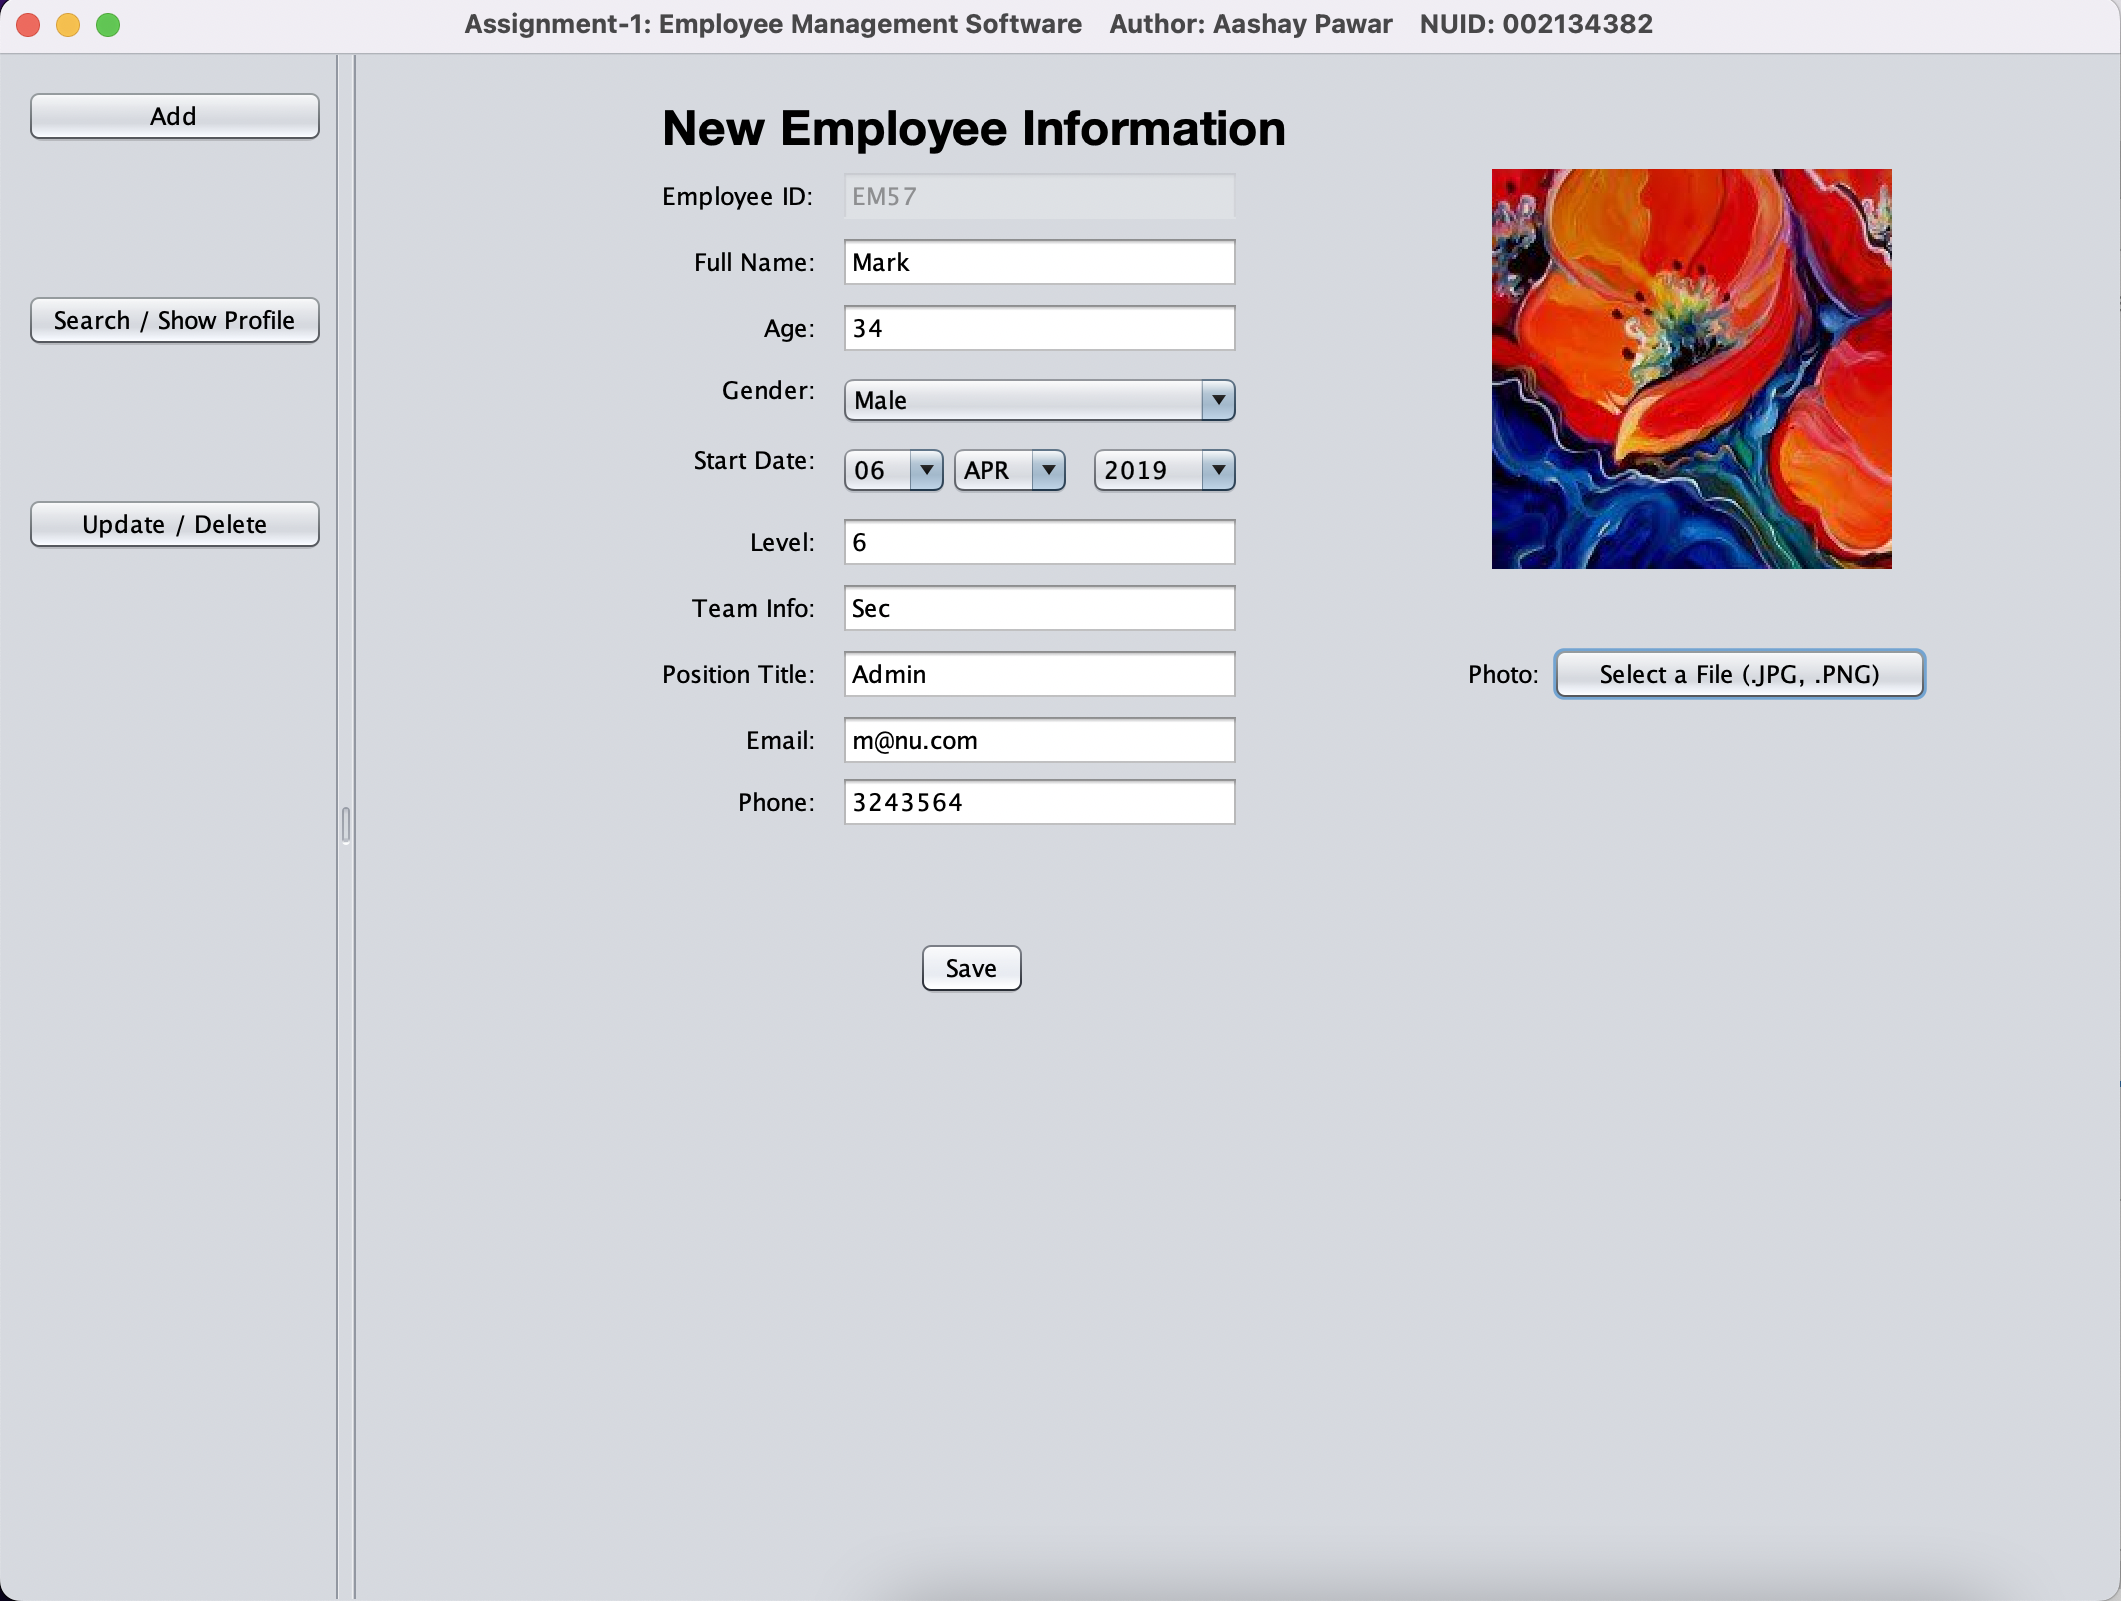 Assignment-1: Employee Management Software    Author: Aashay Pawar    NUID: 002134382
Add
Search / Show Profile
Update / Delete
New Employee Information
Employee ID: EM57
Full Name: Mark
Age: 34
Gender: Male
Start Date: 06 APR 2019
Level: 6
Team Info: Sec
Position Title: Admin
Photo: Select a File (.JPG, .PNG)
Email: m@nu.com
Phone: 3243564
Save